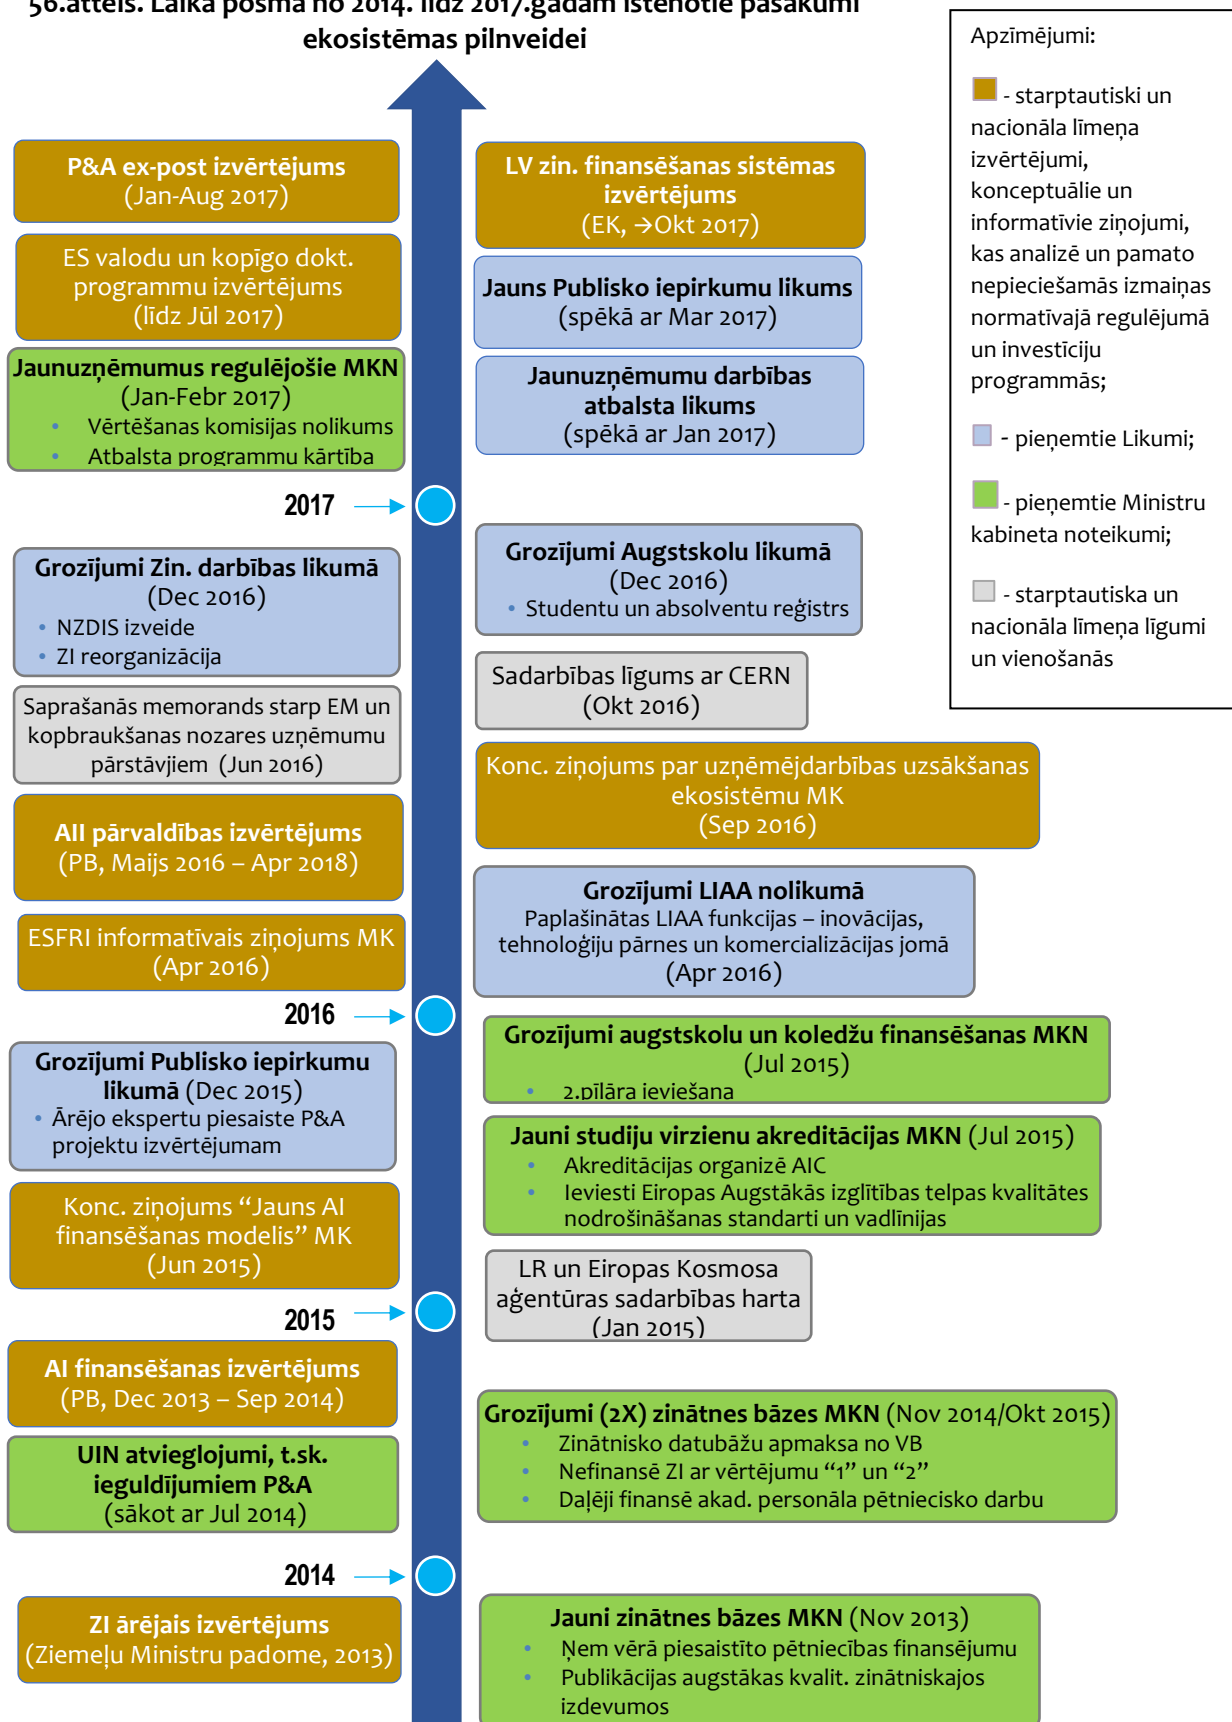 56.attēls. Laika posmā no 2014. līdz 2017.gadam īstenotie pasākumi
ekosistēmas pilnveidei
Apzīmējumi:
- starptautiski un
nacionāla līmeņa
izvērtējumi,
konceptuālie un
informatīvie ziņojumi,
kas analizē un pamato
nepieciešamās izmaiņas
normatīvajā regulējumā
un investīciju
programmās;
- pieņemtie Likumi;
- pieņemtie Ministru
kabineta noteikumi;
- starptautiska un
nacionāla līmeņa līgumi
un vienošanās
P&A ex-post izvērtējums
(Jan-Aug 2017)
LV zin. finansēšanas sistēmas
izvērtējums
(EK, →Okt 2017)
ES valodu un kopīgo dokt.
programmu izvērtējums
(līdz Jūl 2017)
Jauns Publisko iepirkumu likums
(spēkā ar Mar 2017)
Jaunuzņēmumus regulējošie MKN
(Jan-Febr 2017)
• Vērtēšanas komisijas nolikums
• Atbalsta programmu kārtība
Jaunuzņēmumu darbības
atbalsta likums
(spēkā ar Jan 2017)
2017
Grozījumi Zin. darbības likumā
(Dec 2016)
• NZDIS izveide
• ZI reorganizācija
Grozījumi Augstskolu likumā
(Dec 2016)
• Studentu un absolventu reģistrs
Sadarbības līgums ar CERN
(Okt 2016)
Saprašanās memorands starp EM un
kopbraukšanas nozares uzņēmumu
pārstāvjiem (Jun 2016)
Konc. ziņojums par uzņēmējdarbības uzsākšanas
ekosistēmu MK
(Sep 2016)
AII pārvaldības izvērtējums
(PB, Maijs 2016 – Apr 2018)
Grozījumi LIAA nolikumā
Paplašinātas LIAA funkcijas – inovācijas,
tehnoloģiju pārnes un komercializācijas jomā
(Apr 2016)
ESFRI informatīvais ziņojums MK
(Apr 2016)
2016
Grozījumi augstskolu un koledžu finansēšanas MKN
(Jul 2015)
• 2.pīlāra ieviešana
Grozījumi Publisko iepirkumu
likumā (Dec 2015)
• Ārējo ekspertu piesaiste P&A
projektu izvērtējumam
Jauni studiju virzienu akreditācijas MKN (Jul 2015)
• Akreditācijas organizē AIC
• Ieviesti Eiropas Augstākās izglītības telpas kvalitātes
nodrošināšanas standarti un vadlīnijas
Konc. ziņojums “Jauns AI
finansēšanas modelis” MK
(Jun 2015)
LR un Eiropas Kosmosa
aģentūras sadarbības harta
(Jan 2015)
2015
AI finansēšanas izvērtējums
(PB, Dec 2013 – Sep 2014)
Grozījumi (2X) zinātnes bāzes MKN (Nov 2014/Okt 2015)
• Zinātnisko datubāžu apmaksa no VB
• Nefinansē ZI ar vērtējumu “1” un “2”
• Daļēji finansē akad. personāla pētniecisko darbu
UIN atvieglojumi, t.sk.
ieguldījumiem P&A
(sākot ar Jul 2014)
2014
ZI ārējais izvērtējums
(Ziemeļu Ministru padome, 2013)
Jauni zinātnes bāzes MKN (Nov 2013)
• Ņem vērā piesaistīto pētniecības finansējumu
• Publikācijas augstākas kvalit. zinātniskajos
izdevumos